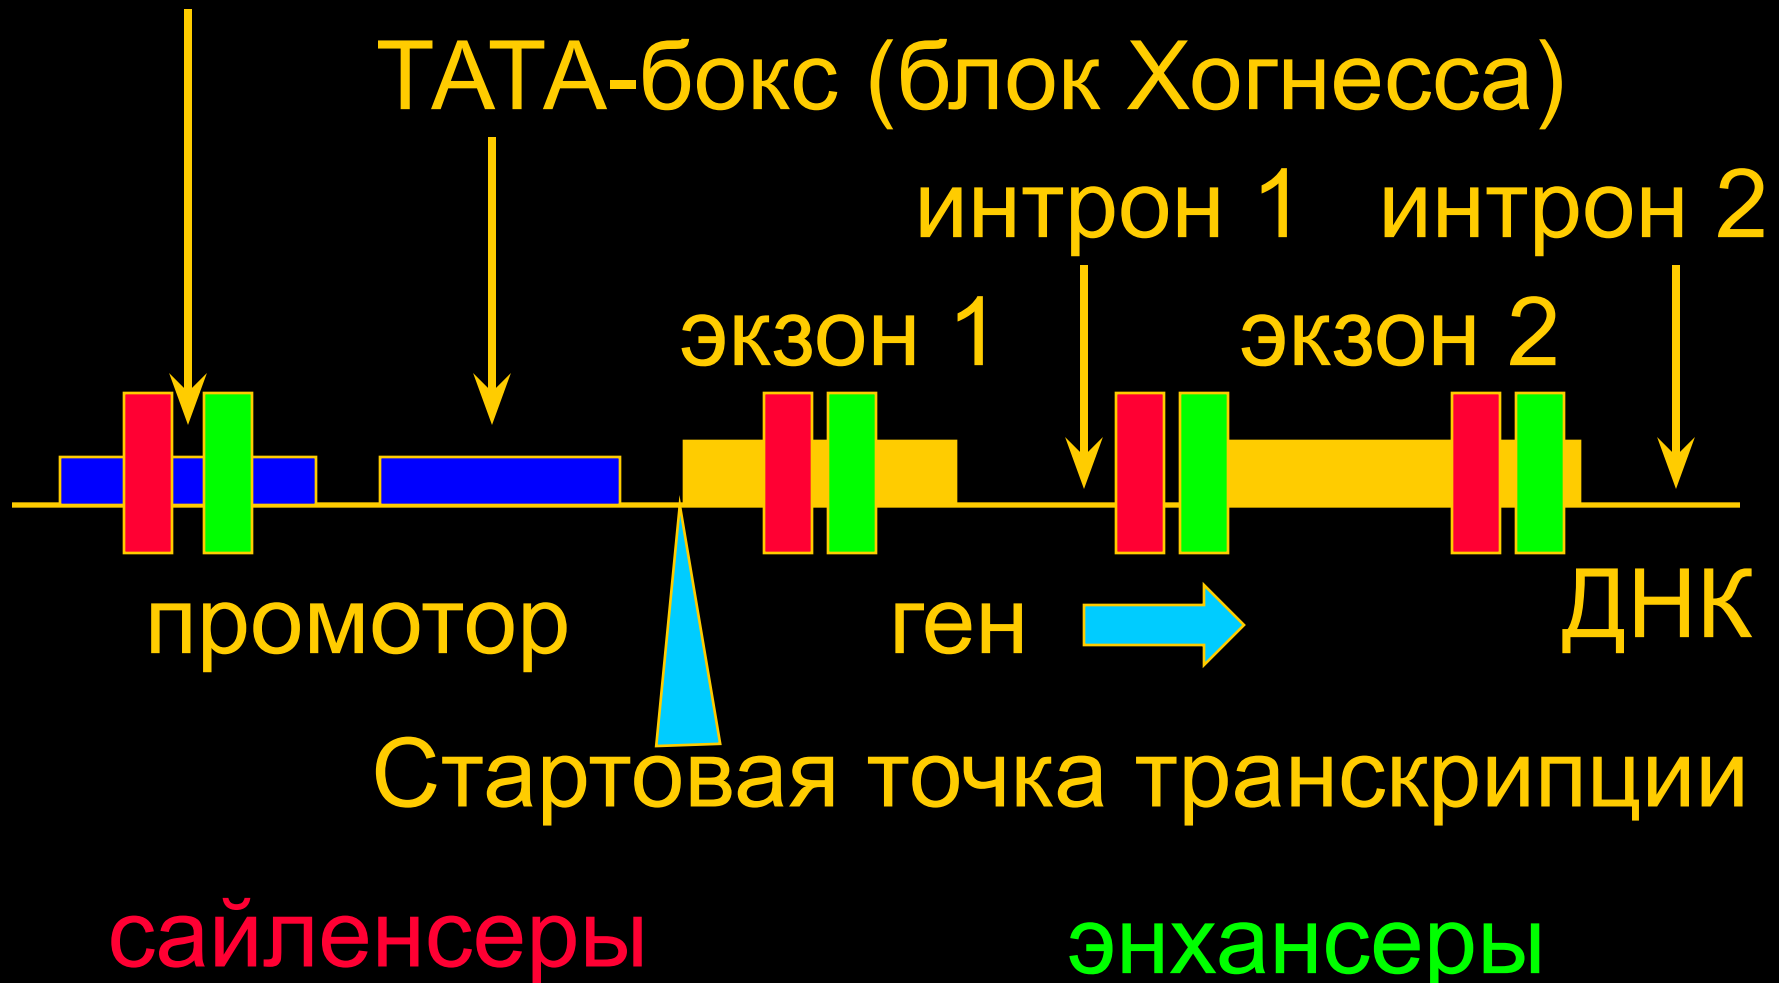 ТАТА-бокс (блок Хогнесса)
интрон 1 интрон 2
экзон 1 экзон 2
промотор ген ДНК
Стартовая точка транскрипции
сайленсеры энхансеры